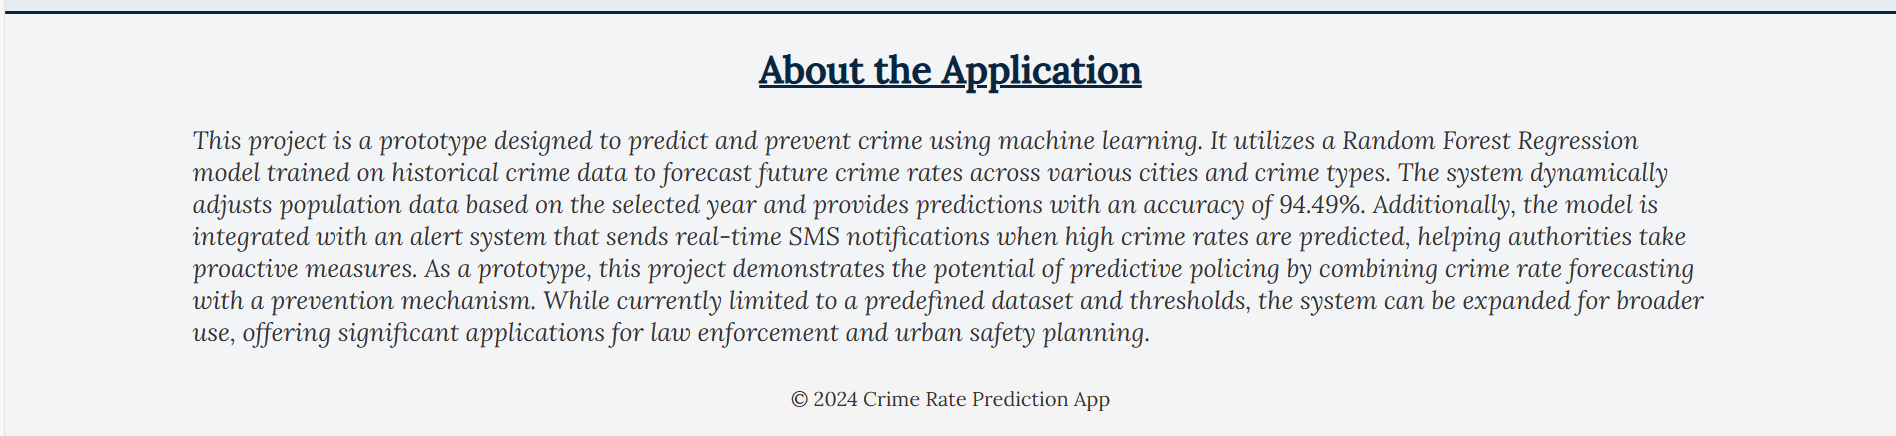 About the Application
This project is a prototype designed to predict and prevent crime using machine learning. It utilizes a Random Forest Regression
model trained on historical crime data to forecast future crime rates across various cities and crime types. The system dynamically
adjusts population data based on the selected year and provides predictions with an accuracy of 94.49%. Additionally, the model is
integrated with an alert system that sends real-time SMS notifications when high crime rates are predicted, helping authorities take
proactive measures. As a prototype, this project demonstrates the potential of predictive policing by combining crime rate forecasting
with a prevention mechanism. While currently limited to a predefined dataset and thresholds, the system can be expanded for broader
use, offering significant applications for law enforcement and urban safety planning.
© 2024 Crime Rate Prediction App